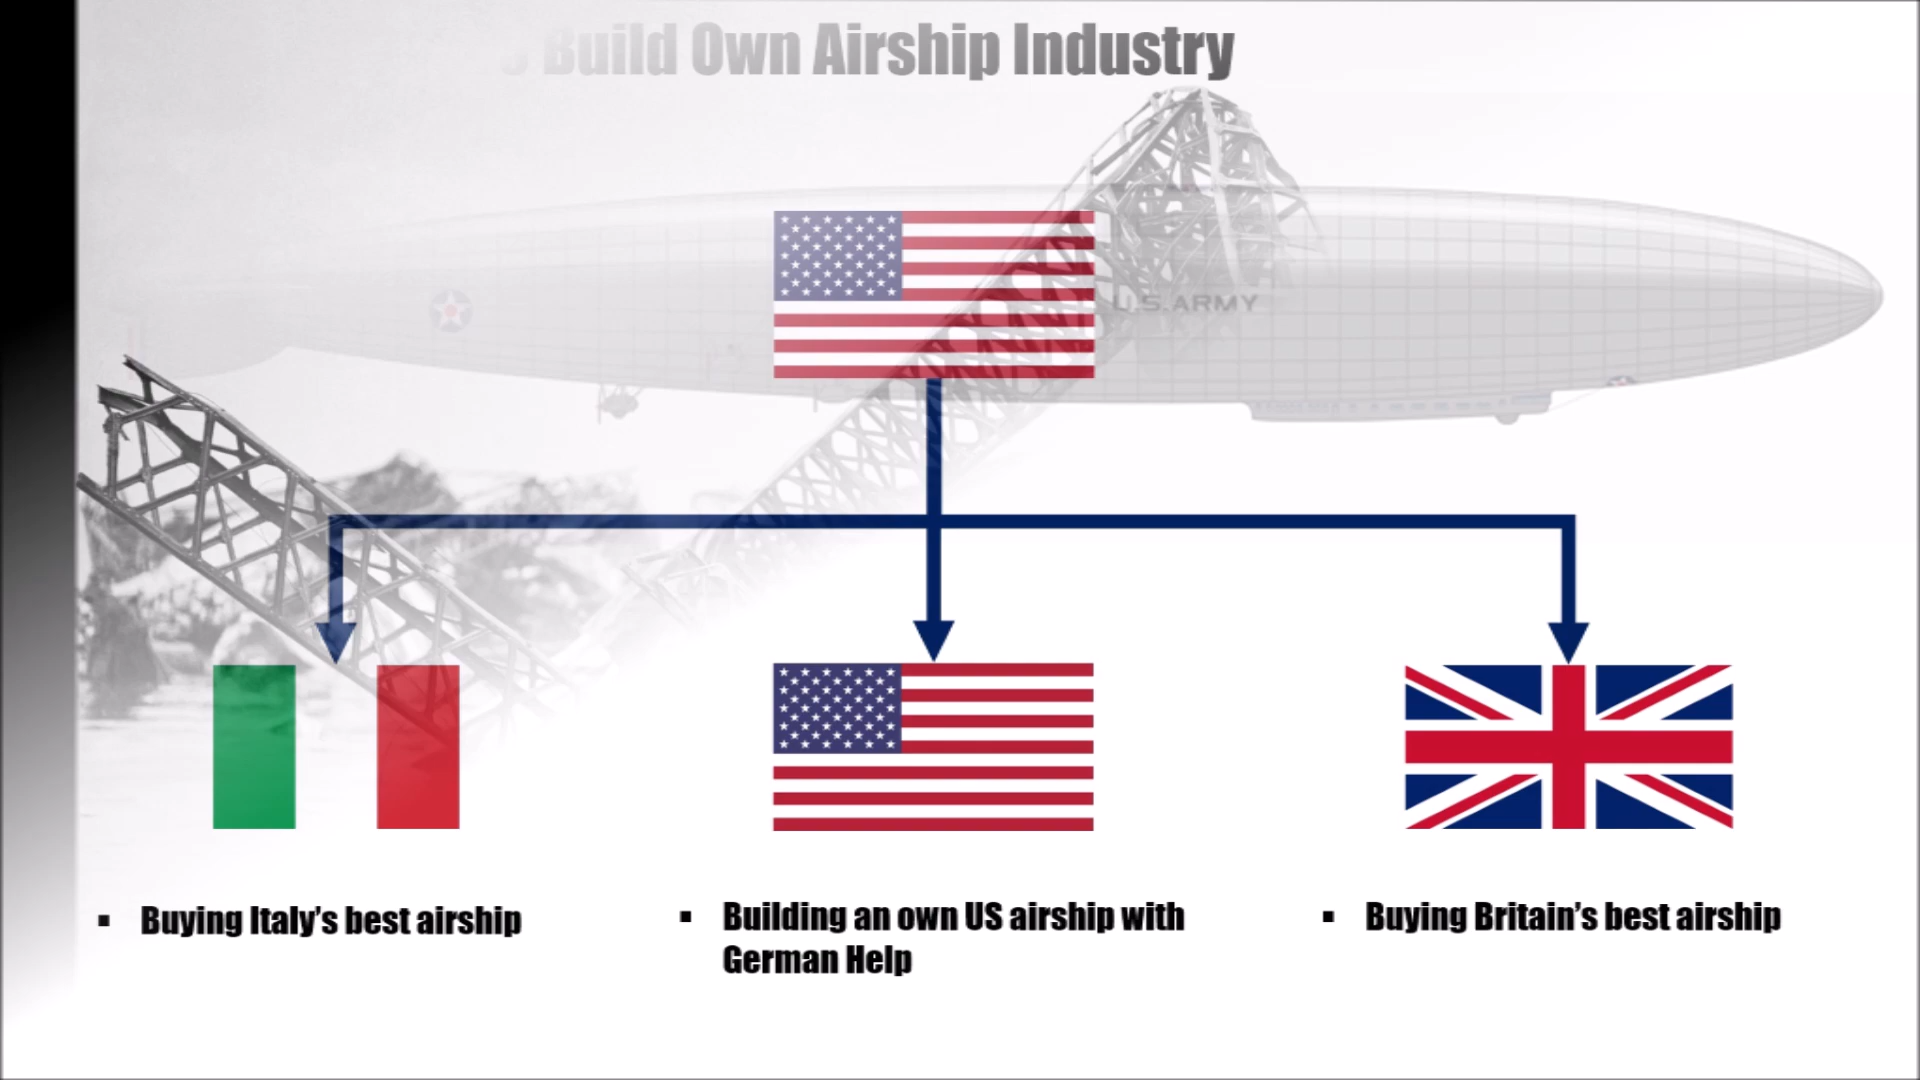 Build Own Airship Industry
U.S. ARMY
▪ Buying Italy's best airship
▪ Building an own US airship with
German Help
▪ Buying Britain's best airship